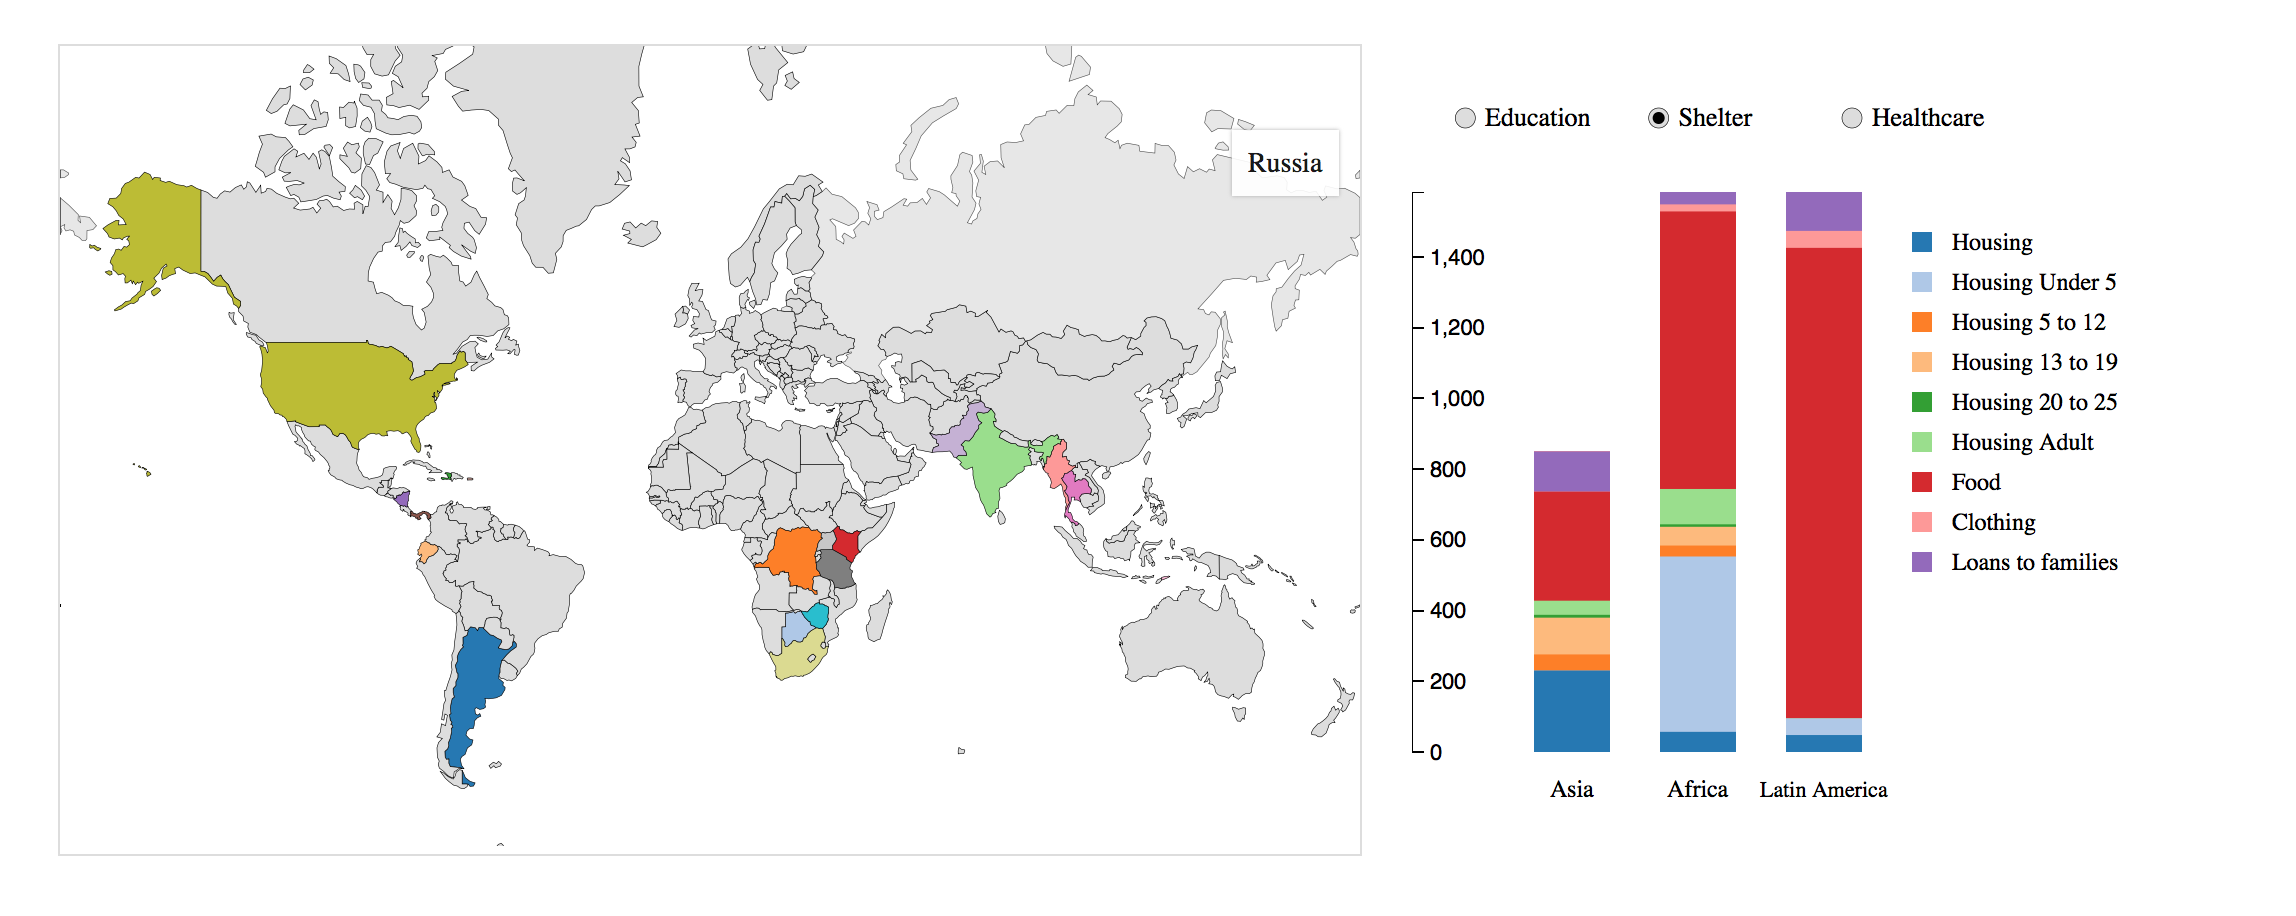 Russia
Education
Shelter
Healthcare
1,400
1,200
1,000
800
600
400
200
0
Asia
Africa
Latin America
Housing
Housing Under 5
Housing 5 to 12
Housing 13 to 19
Housing 20 to 25
Housing Adult
Food
Clothing
Loans to families